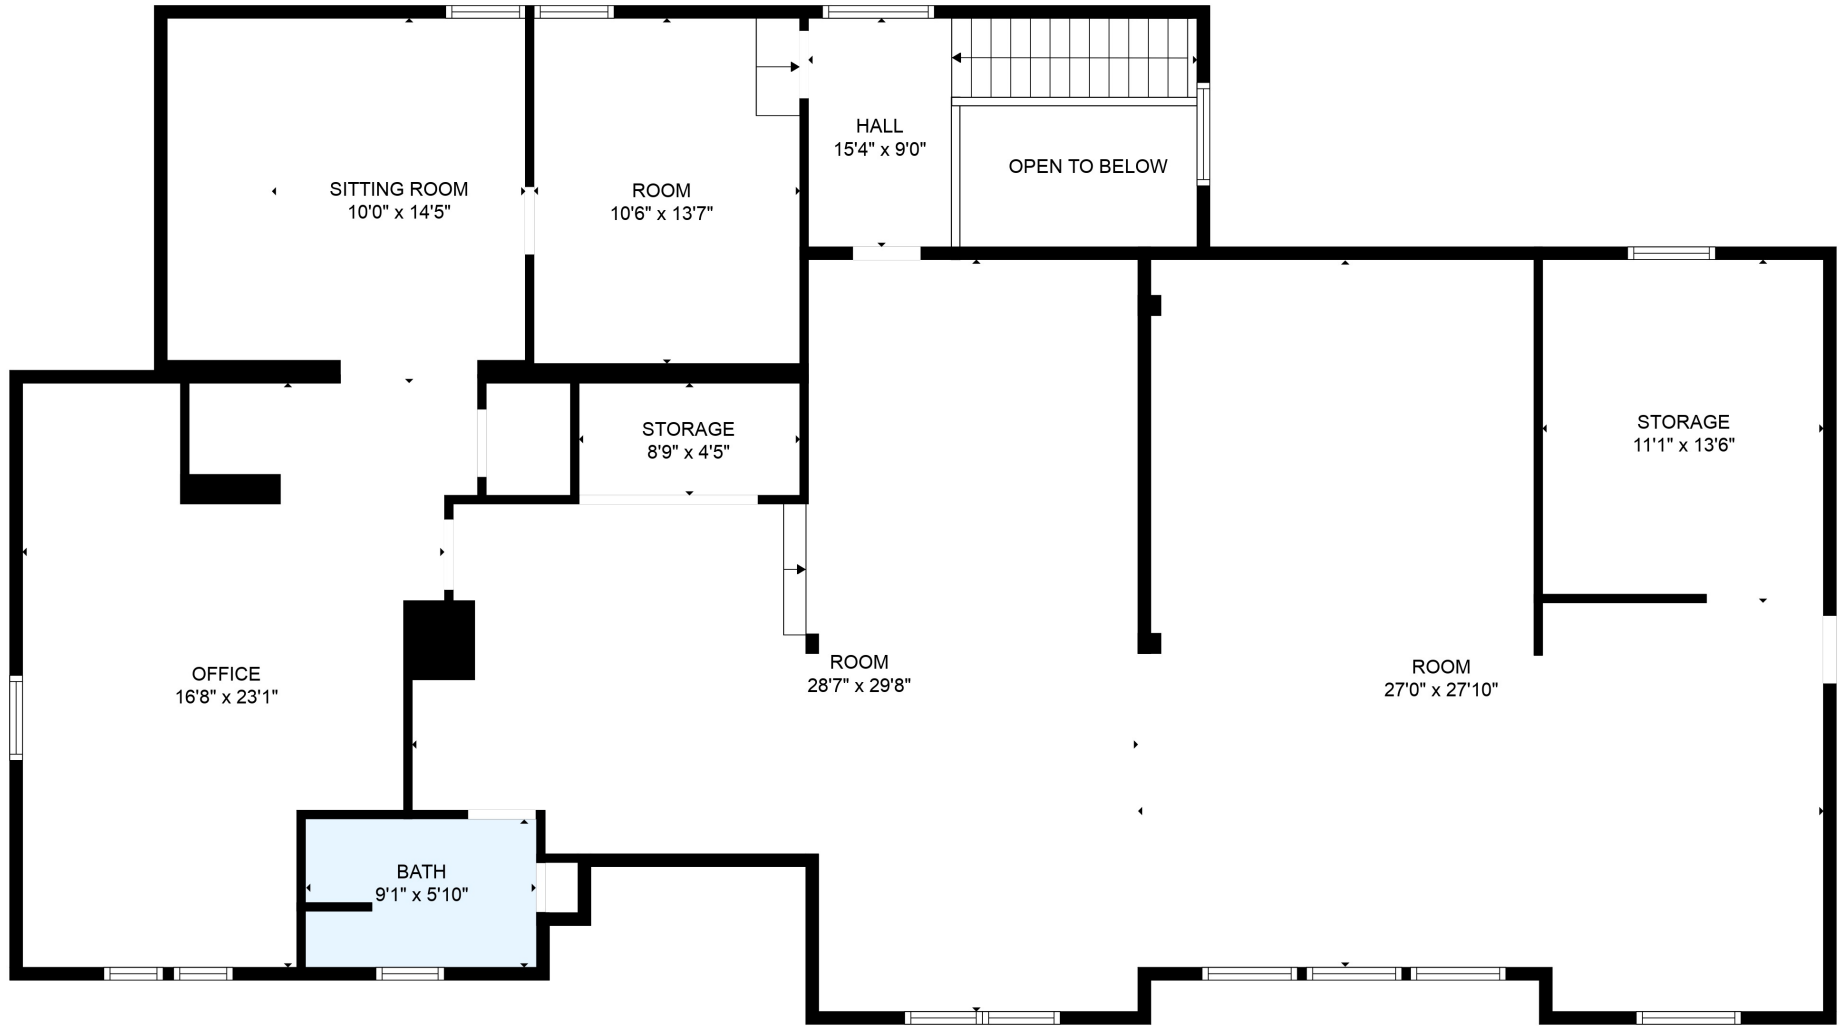 HALL
15'4" x 9'0"
OPEN TO BELOW
SITTING ROOM
10'0" x 14'5"
ROOM
10'6" x 13'7"
STORAGE
8'9" x 4'5"
STORAGE
11'1" x 13'6"
OFFICE
16'8" x 23'1"
ROOM
28'7" x 29'8"
ROOM
27'0" x 27'10"
BATH
9'1" x 5'10"